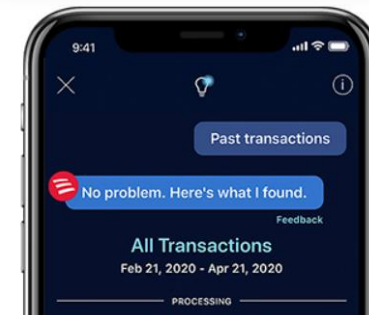 9:41
Past transactions
No problem. Here's what I found.
Feedback
All Transactions
Feb 21, 2020 - Apr 21, 2020
PROCESSING